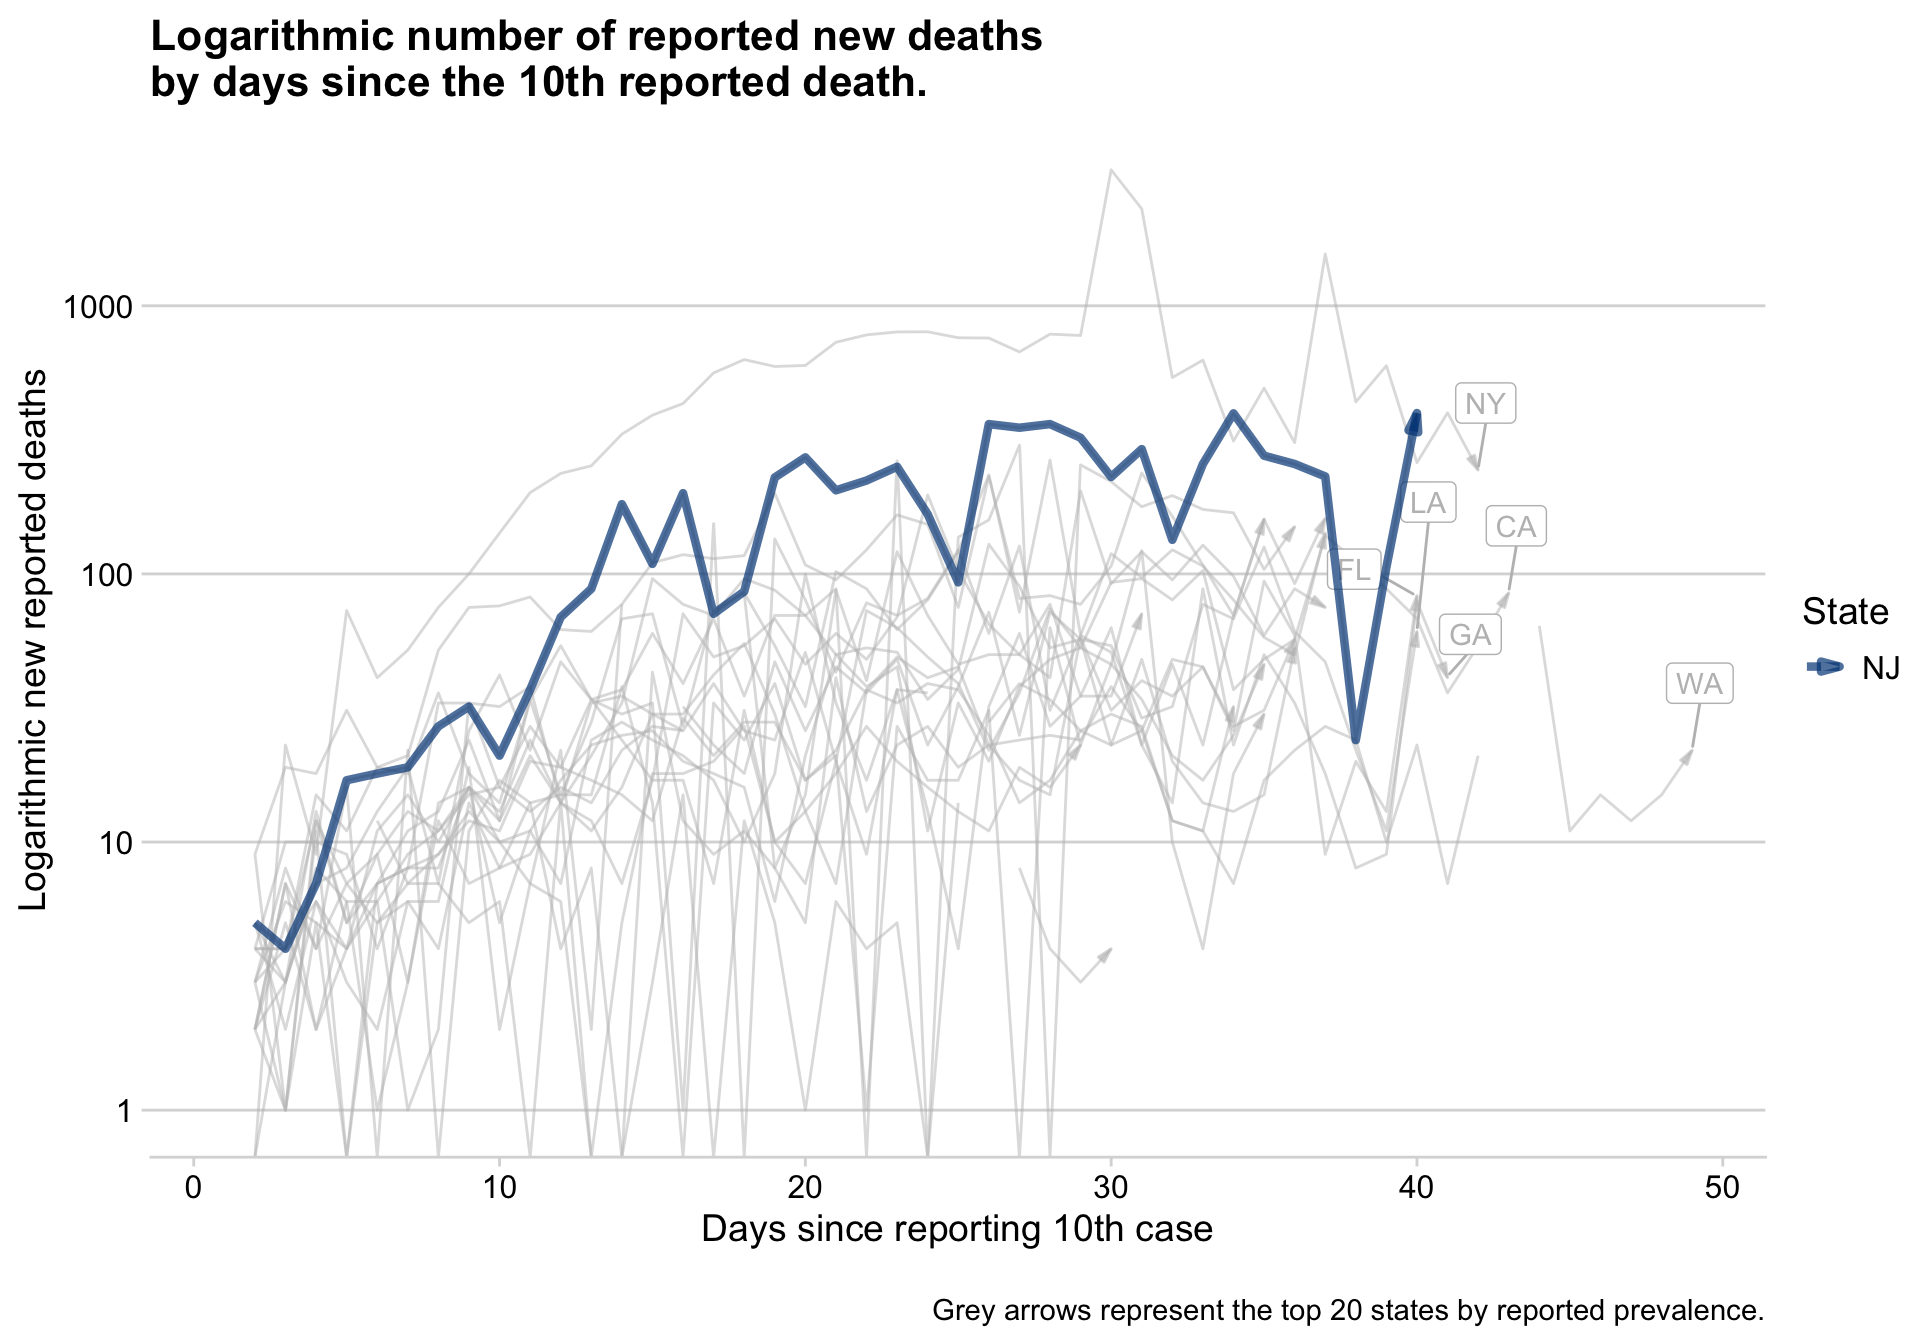 Logarithmic number of reported new deaths
by days since the 10th reported death.
Logarithmic new reported deaths
1000
100
10
1
NY
LA
CA
FL
GA
WA
State
NJ
0 10 20 30 40 50
Days since reporting 10th case
Grey arrows represent the top 20 states by reported prevalence.